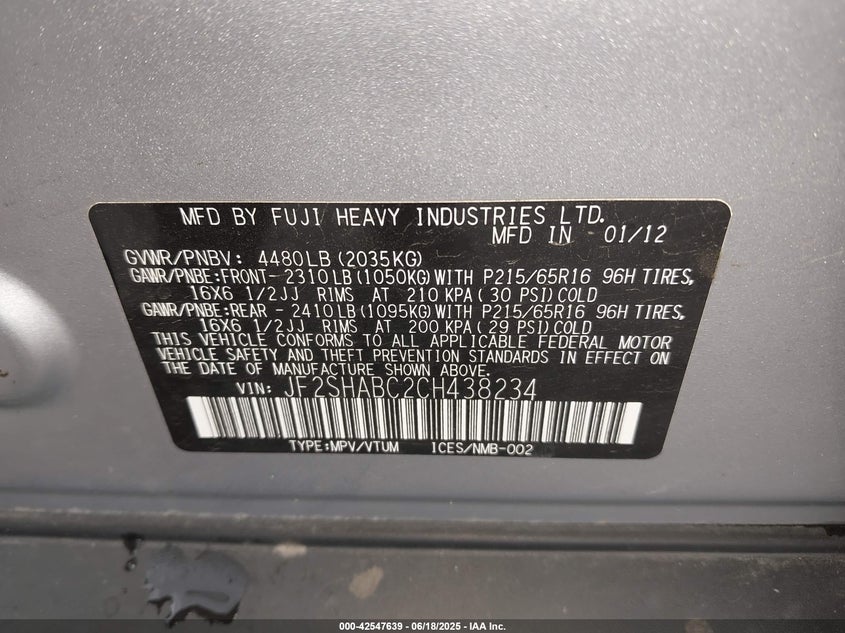 MFD BY FUJI HEAVY INDUSTRIES LTD.
MFD IN 01/12
GVWR/PNBV: 4480LB(2035KG)
GAWR/PNBE:FRONT-2310LB(1050KG)WITH P215/65R16 96H TIRES,
16X6 1/2JJ RIMS AT 210 KPA(30 PSI)COLD
GAWR/PNBE:REAR -2410LB(1095KG)WITH P215/65R16 96H TIRES,
16X6 1/2JJ RIMS AT 200 KPA(29 PSI)COLD
THIS VEHICLE CONFORMS TO ALL APPLICABLE FEDERAL MOTOR
VEHICLE SAFETY AND THEFT PREVENTION STANDARDS IN EFFECT ON
THE DATE OF MANUFACTURE SHOWN ABOVE.
VIN: JF2SHABC2CH438234
TYPE:MPV/VTUM ICES/NMB-002
000-42547639 - 06/18/2025 - IAA Inc.